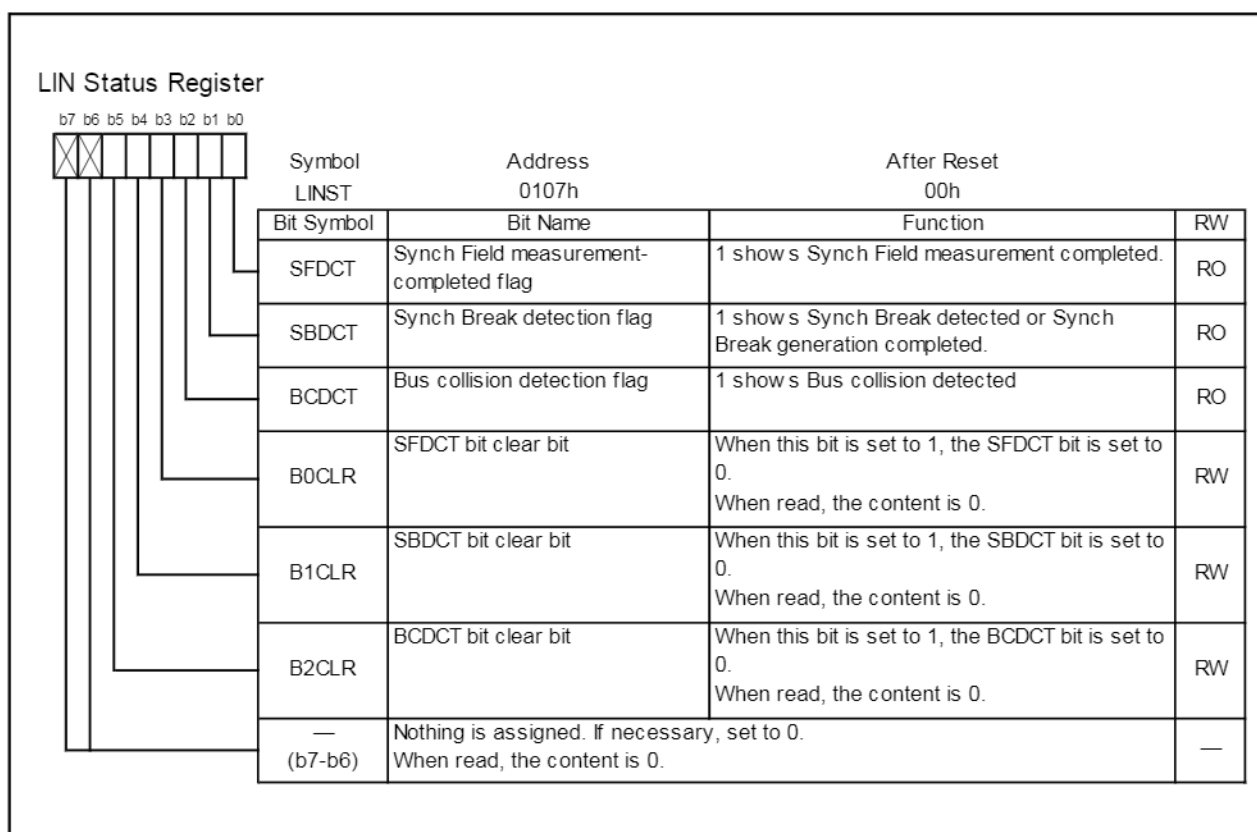 LIN Status Register
b7 b6 b5 b4 b3 b2 b1 b0
Symbol Address After Reset
LINST 0107h 00h
Bit Symbol Bit Name Function RW
SFDCT Synch Field measurement-completed flag 1 shows Synch Field measurement completed. RO
SBDCT Synch Break detection flag 1 shows Synch Break detected or Synch
Break generation completed. RO
BCDCT Bus collision detection flag 1 shows Bus collision detected RO
B0CLR SFDCT bit clear bit When this bit is set to 1, the SFDCT bit is set to
0.
When read, the content is 0. RW
B1CLR SBDCT bit clear bit When this bit is set to 1, the SBDCT bit is set to
0.
When read, the content is 0. RW
B2CLR BCDCT bit clear bit When this bit is set to 1, the BCDCT bit is set to
0.
When read, the content is 0. RW
—
(b7-b6) Nothing is assigned. If necessary, set to 0.
When read, the content is 0. —